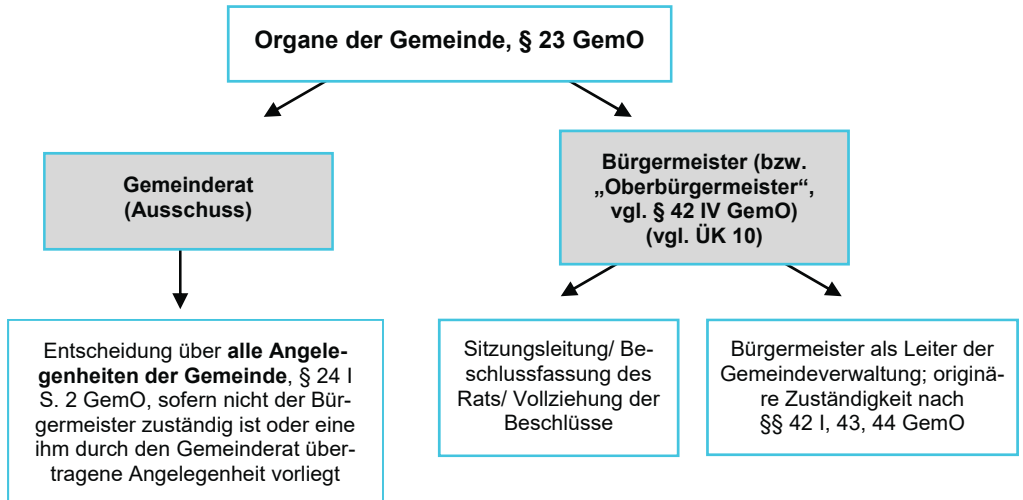 Organe der Gemeinde, § 23 GemO
Gemeinderat
(Ausschuss)
Bürgermeister (bzw.
„Oberbürgermeister“,
vgl. § 42 IV GemO)
(vgl. ÜK 10)
Entscheidung über alle Angele-
genheiten der Gemeinde, § 24 I
S. 2 GemO, sofern nicht der Bür-
germeister zuständig ist oder eine
ihm durch den Gemeinderat über-
tragene Angelegenheit vorliegt
Sitzungsleitung/ Be-
schlussfassung des
Rats/ Vollziehung der
Beschlüsse
Bürgermeister als Leiter der
Gemeindeverwaltung; originä-
re Zuständigkeit nach
§§ 42 I, 43, 44 GemO